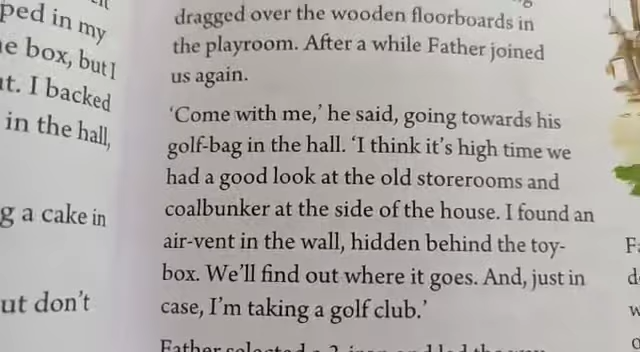 ped in my
e box, but I
t. I backed
in the hall,
g a cake in
ut don't
dragged over the wooden floorboards in
the playroom. After a while Father joined
us again.
‘Come with me,’ he said, going towards his
golf-bag in the hall. ‘I think it’s high time we
had a good look at the old storerooms and
coalbunker at the side of the house. I found an
air-vent in the wall, hidden behind the toy-
box. We’ll find out where it goes. And, just in
case, I’m taking a golf club.’
Father selected a